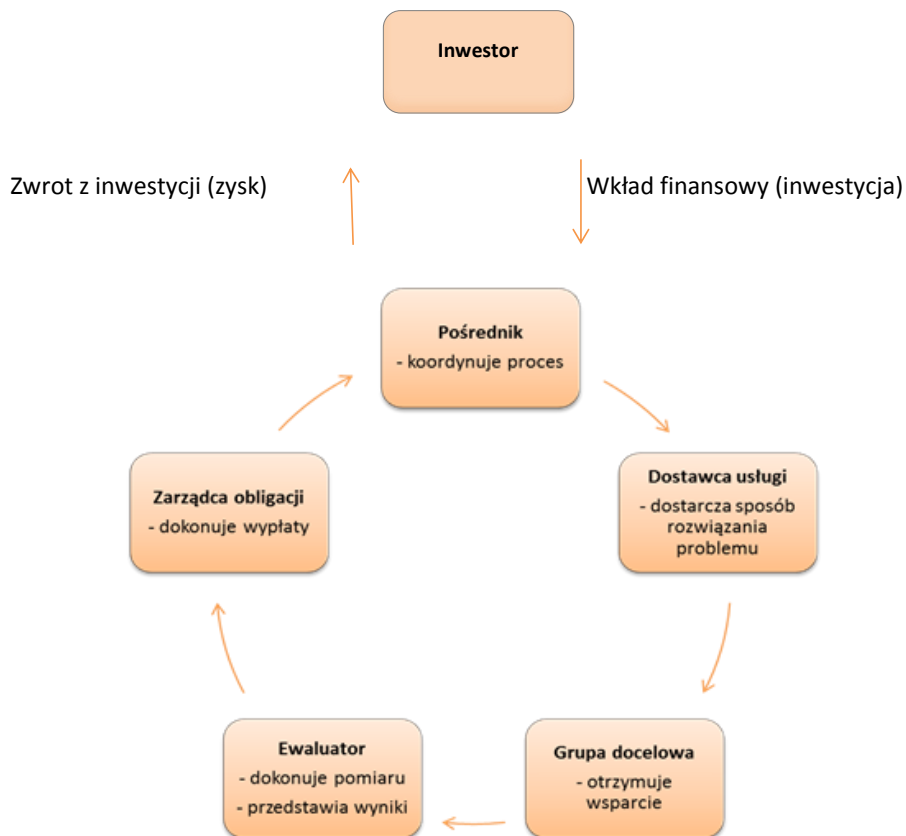 Inwestor
Zwrot z inwestycji (zysk)
Wkład finansowy (inwestycja)
Pośrednik
- koordynuje proces
Zarządca obligacji
- dokonuje wypłaty
Dostawca usługi
- dostarcza sposób
rozwiązania
problemu
Ewaluator
- dokonuje pomiaru
- przedstawia wyniki
Grupa docelowa
- otrzymuje
wsparcie